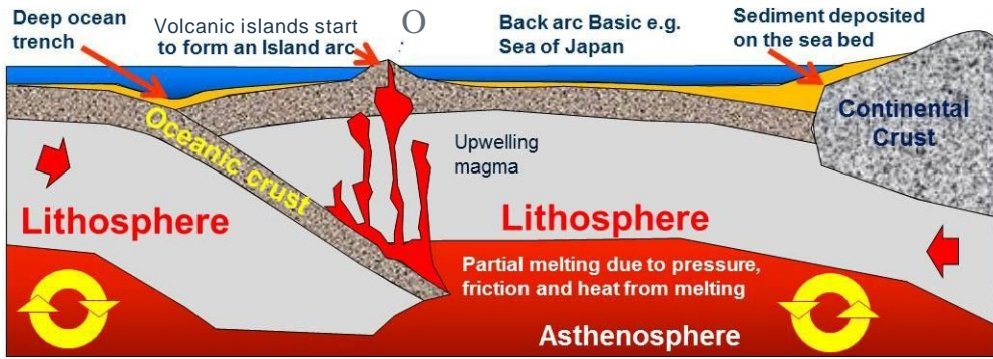 Deep ocean
trench
Volcanic islands start
to form an Island arc
O
Back arc Basic e.g.
Sea of Japan
Sediment deposited
on the sea bed
Continental
Crust
Oceanic crust
Upwelling
magma
Lithosphere
Lithosphere
Partial melting due to pressure,
friction and heat from melting
Asthenosphere